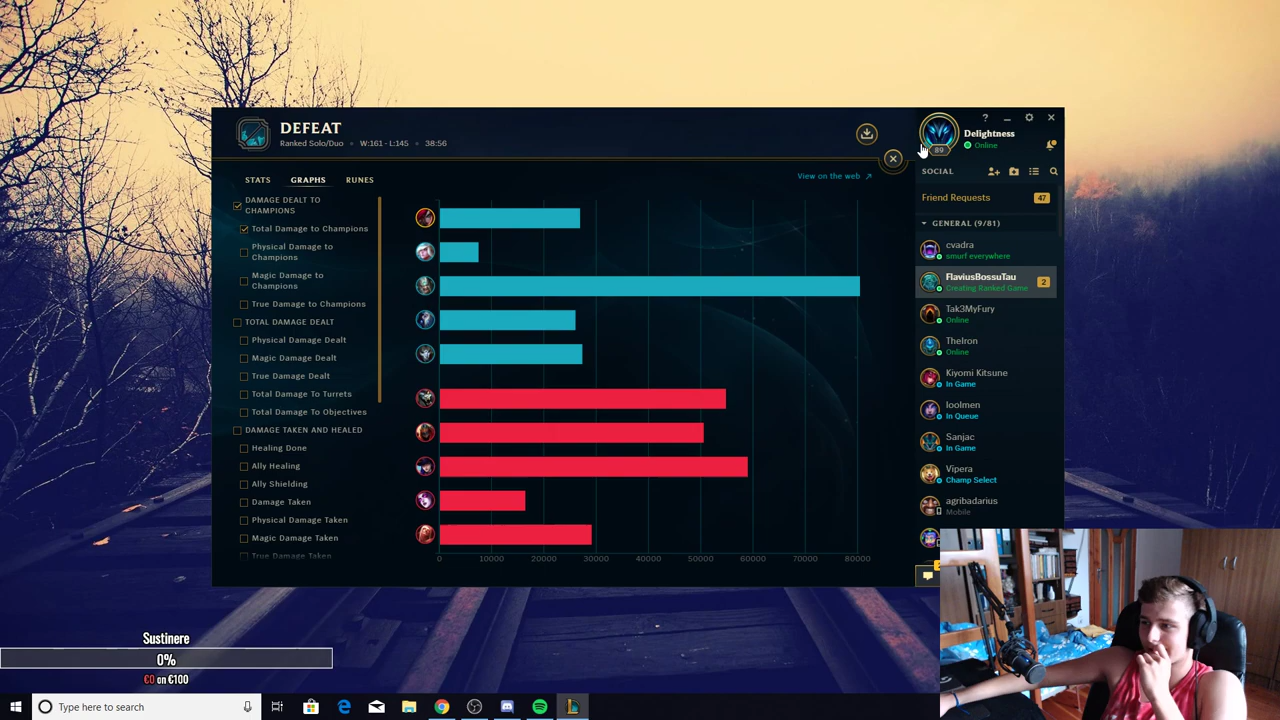 DEFEAT
Ranked Solo/Duo • W:161 - L:145 • 38:56
STATS
GRAPHS
RUNES
View on the web
DAMAGE DEALT TO
CHAMPIONS
Total Damage to Champions
Physical Damage to
Champions
Magic Damage to
Champions
True Damage to Champions
TOTAL DAMAGE DEALT
Physical Damage Dealt
Magic Damage Dealt
True Damage Dealt
Total Damage To Turrets
Total Damage To Objectives
DAMAGE TAKEN AND HEALED
Healing Done
Ally Healing
Ally Shielding
Damage Taken
Physical Damage Taken
Magic Damage Taken
True Damage Taken
0 10000 20000 30000 40000 50000 60000 70000 80000
89
Delightness
Online
SOCIAL
Friend Requests 47
GENERAL (9/81)
cvadra
smurf everywhere
FlaviusBossuTau
Creating Ranked Game
2
Tak3MyFury
Online
TheIron
Online
Kiyomi Kitsune
In Game
loolmen
In Queue
Sanjac
In Game
Vipera
Champ Select
agribadarius
Mobile
Sustinere
0%
€0 on €100
Type here to search